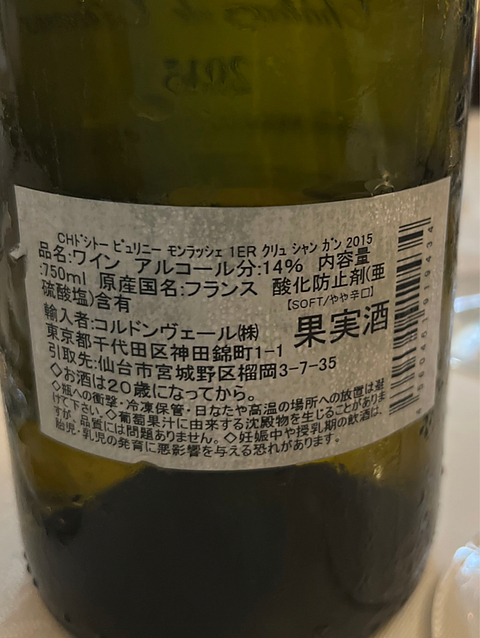 2015
CHドシトー ピュリニー モンラッシェ 1ER クリュ シャン ガン 2015
品名:ワイン アルコール分:14% 内容量
:750ml 原産国名:フランス 酸化防止剤(亜
硫酸塩)含有
[SOFT/やや辛口]
果実酒
輸入者:コルドンヴェール㈱
東京都千代田区神田錦町1-1
引取先:仙台市宮城野区榴岡3-7-35
◇お酒は20歳になってから。
◇瓶への衝撃・冷凍保管・日なたや高温の場所への放置は避
けて下さい。◇葡萄果汁に由来する沈殿物を生じることがありま
すが、品質には問題ありません。◇妊娠中や授乳期の飲酒は、
胎児・乳児の発育に悪影響を与える恐れがあります。